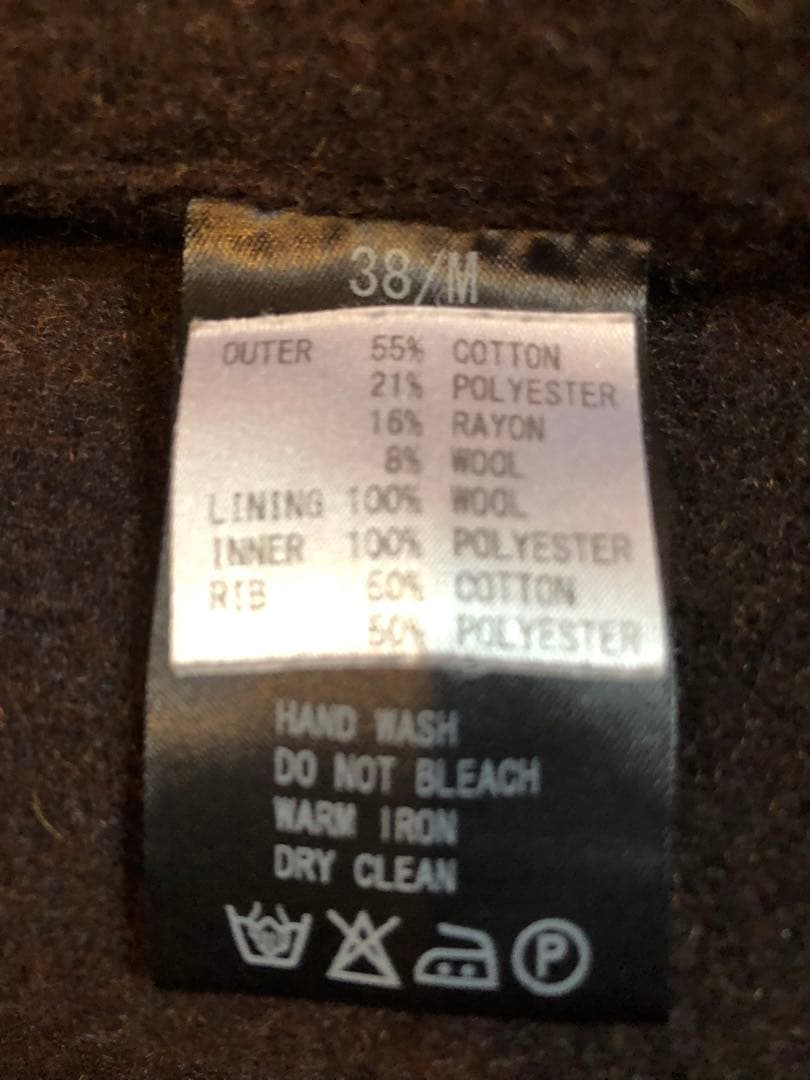 38/M
OUTER 55% COTTON
21% POLYESTER
16% RAYON
8% WOOL
LINING 100% WOOL
INNER 100% POLYESTER
RIB 50% COTTON
50% POLYESTER
HAND WASH
DO NOT BLEACH
WARM IRON
DRY CLEAN
P